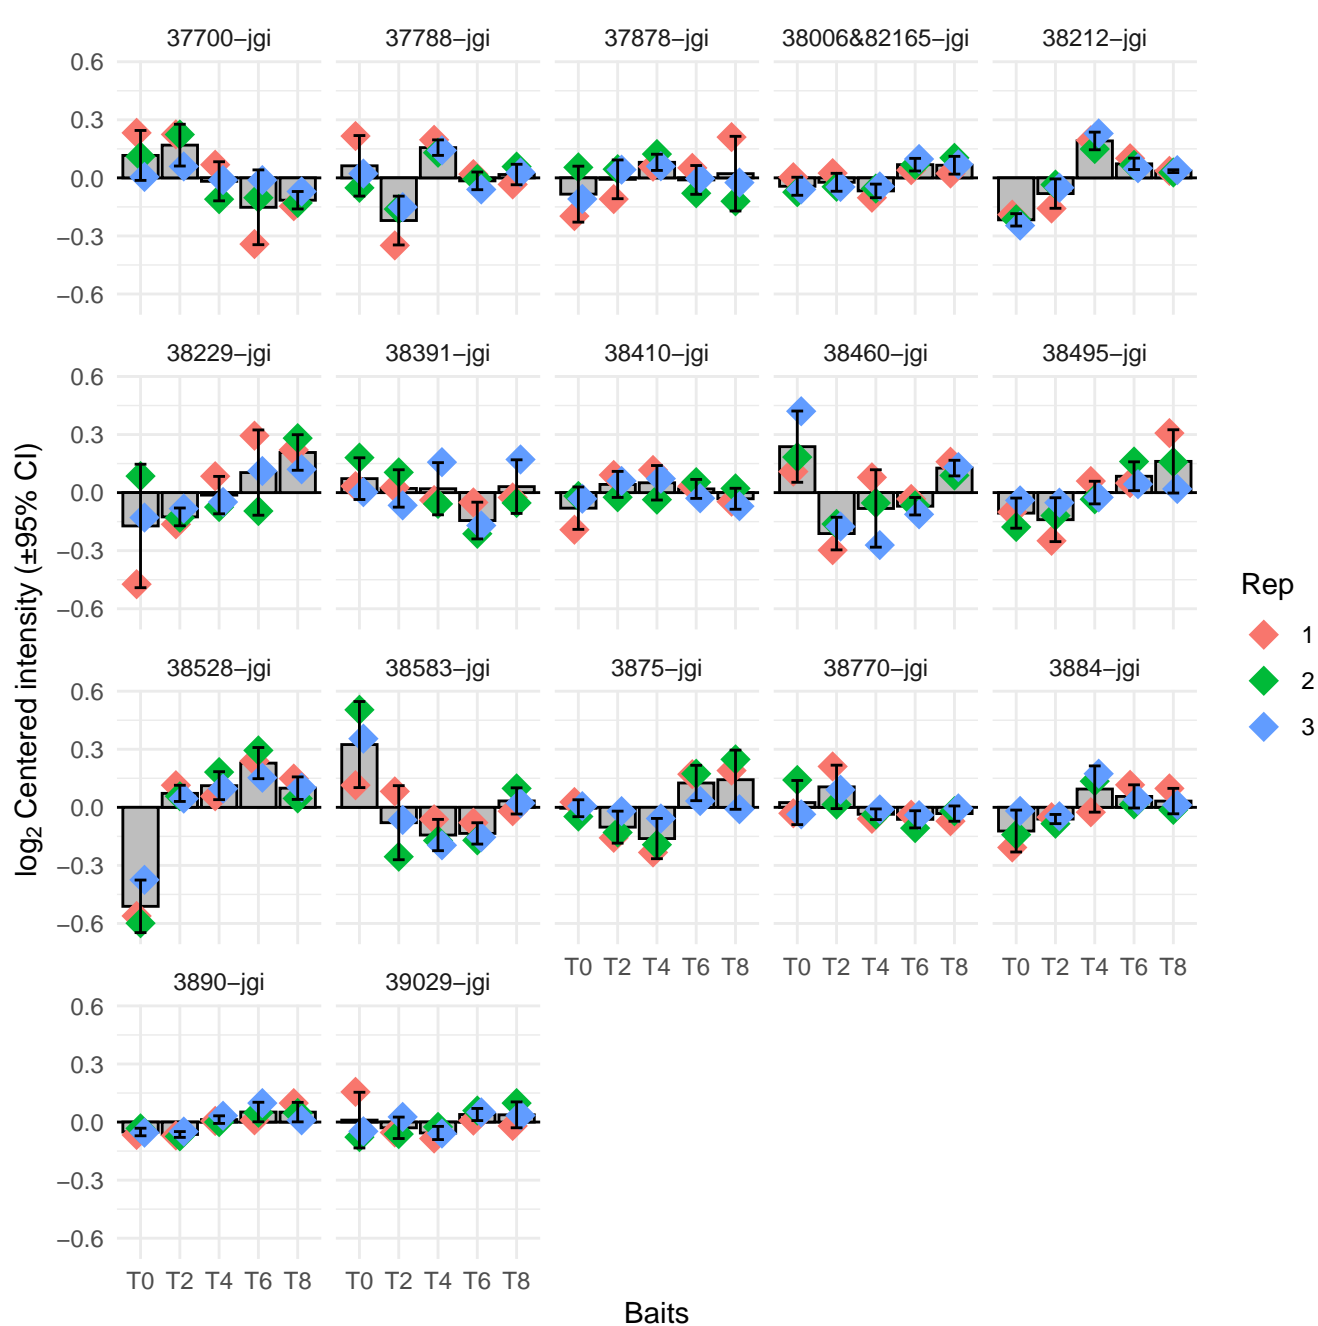 37700−jgi 37788−jgi 37878−jgi 38006&82165−jgi 38212−jgi
0.6
0.3
0.0
−0.3
−0.6
38229−jgi 38391−jgi 38410−jgi 38460−jgi 38495−jgi
0.6
0.3
0.0
−0.3
−0.6
38528−jgi 38583−jgi 3875−jgi 38770−jgi 3884−jgi
0.6
0.3
0.0
−0.3
−0.6
T0 T2 T4 T6 T8 T0 T2 T4 T6 T8 T0 T2 T4 T6 T8
3890−jgi 39029−jgi
0.6
0.3
0.0
−0.3
−0.6
T0 T2 T4 T6 T8 T0 T2 T4 T6 T8
Baits
log₂ Centered intensity (±95% CI)
Rep
1
2
3